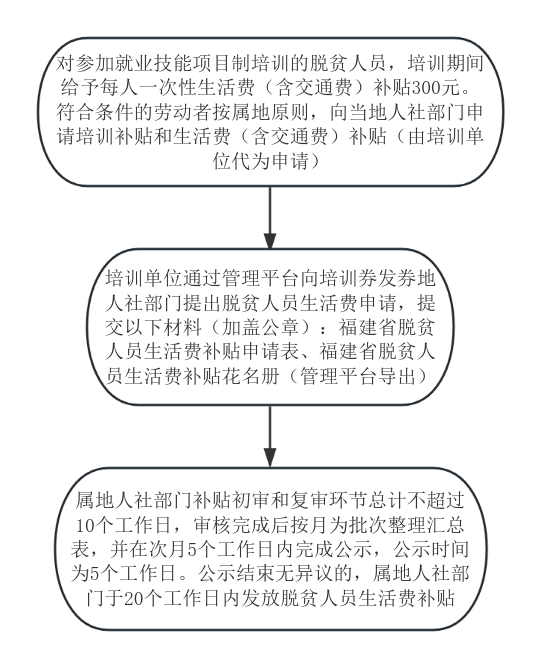 对参加就业技能项目制培训的脱贫人员，培训期间
给予每人一次性生活费（含交通费）补贴300元。
符合条件的劳动者按属地原则，向当地人社部门申
请培训补贴和生活费（含交通费）补贴（由培训单
位代为申请）
培训单位通过管理平台向培训券发券地
人社部门提出脱贫人员生活费申请，提
交以下材料（加盖公章）：福建省脱贫
人员生活费补贴申请表、福建省脱贫人
员生活费补贴花名册（管理平台导出）
属地人社部门补贴初审和复审环节总计不超过
10个工作日，审核完成后按月为批次整理汇总
表，并在次月5个工作日内完成公示，公示时间
为5个工作日。公示结束无异议的，属地人社部
门于20个工作日内发放脱贫人员生活费补贴